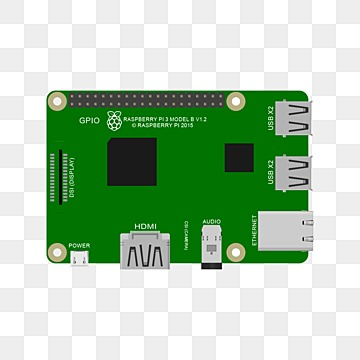 GPIO
RASPBERRY PI 3 MODEL B V1.2
© RASPBERRY PI 2015
USB X2
USB X2
DSI (DISPLAY)
HDMI
CSI (CAMERA)
AUDIO
ETHERNET
POWER